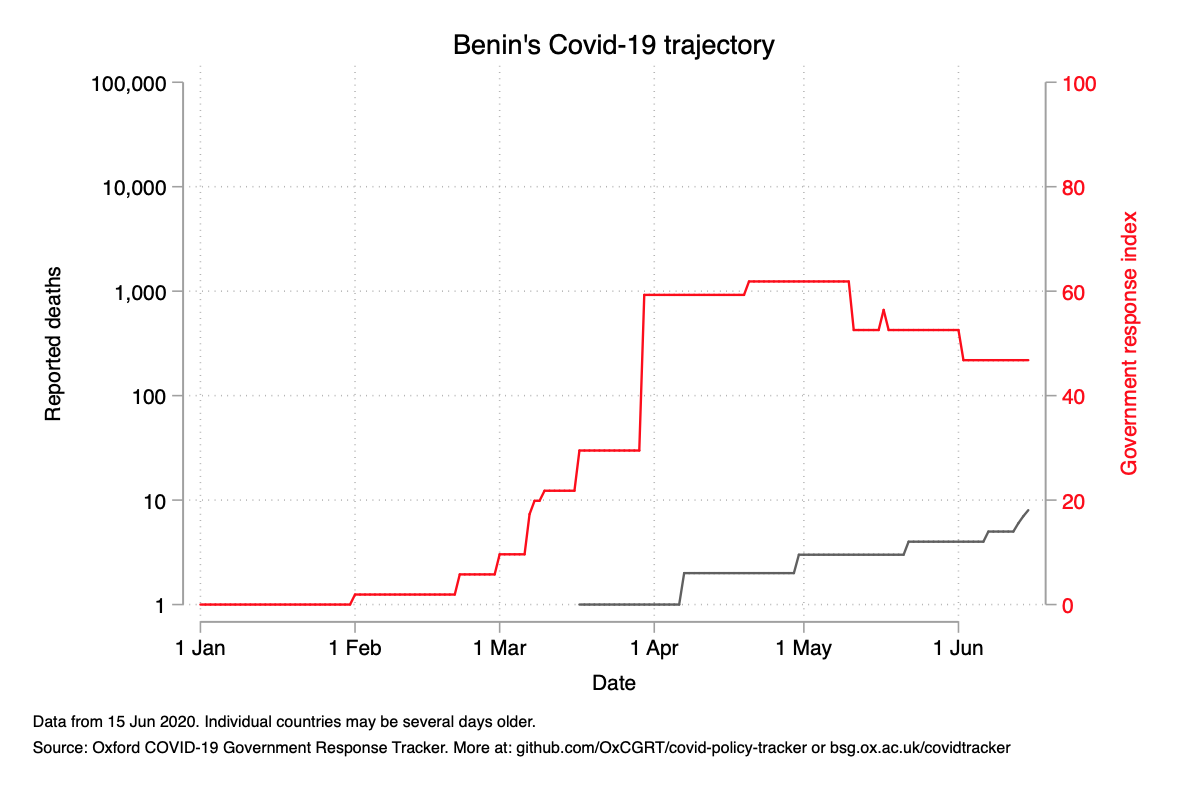 Benin's Covid-19 trajectory
100,000
10,000
1,000
100
10
1
Reported deaths
100
80
60
40
20
0
Government response index
1 Jan
1 Feb
1 Mar
1 Apr
1 May
1 Jun
Date
Data from 15 Jun 2020. Individual countries may be several days older.
Source: Oxford COVID-19 Government Response Tracker. More at: github.com/OxCGRT/covid-policy-tracker or bsg.ox.ac.uk/covidtracker